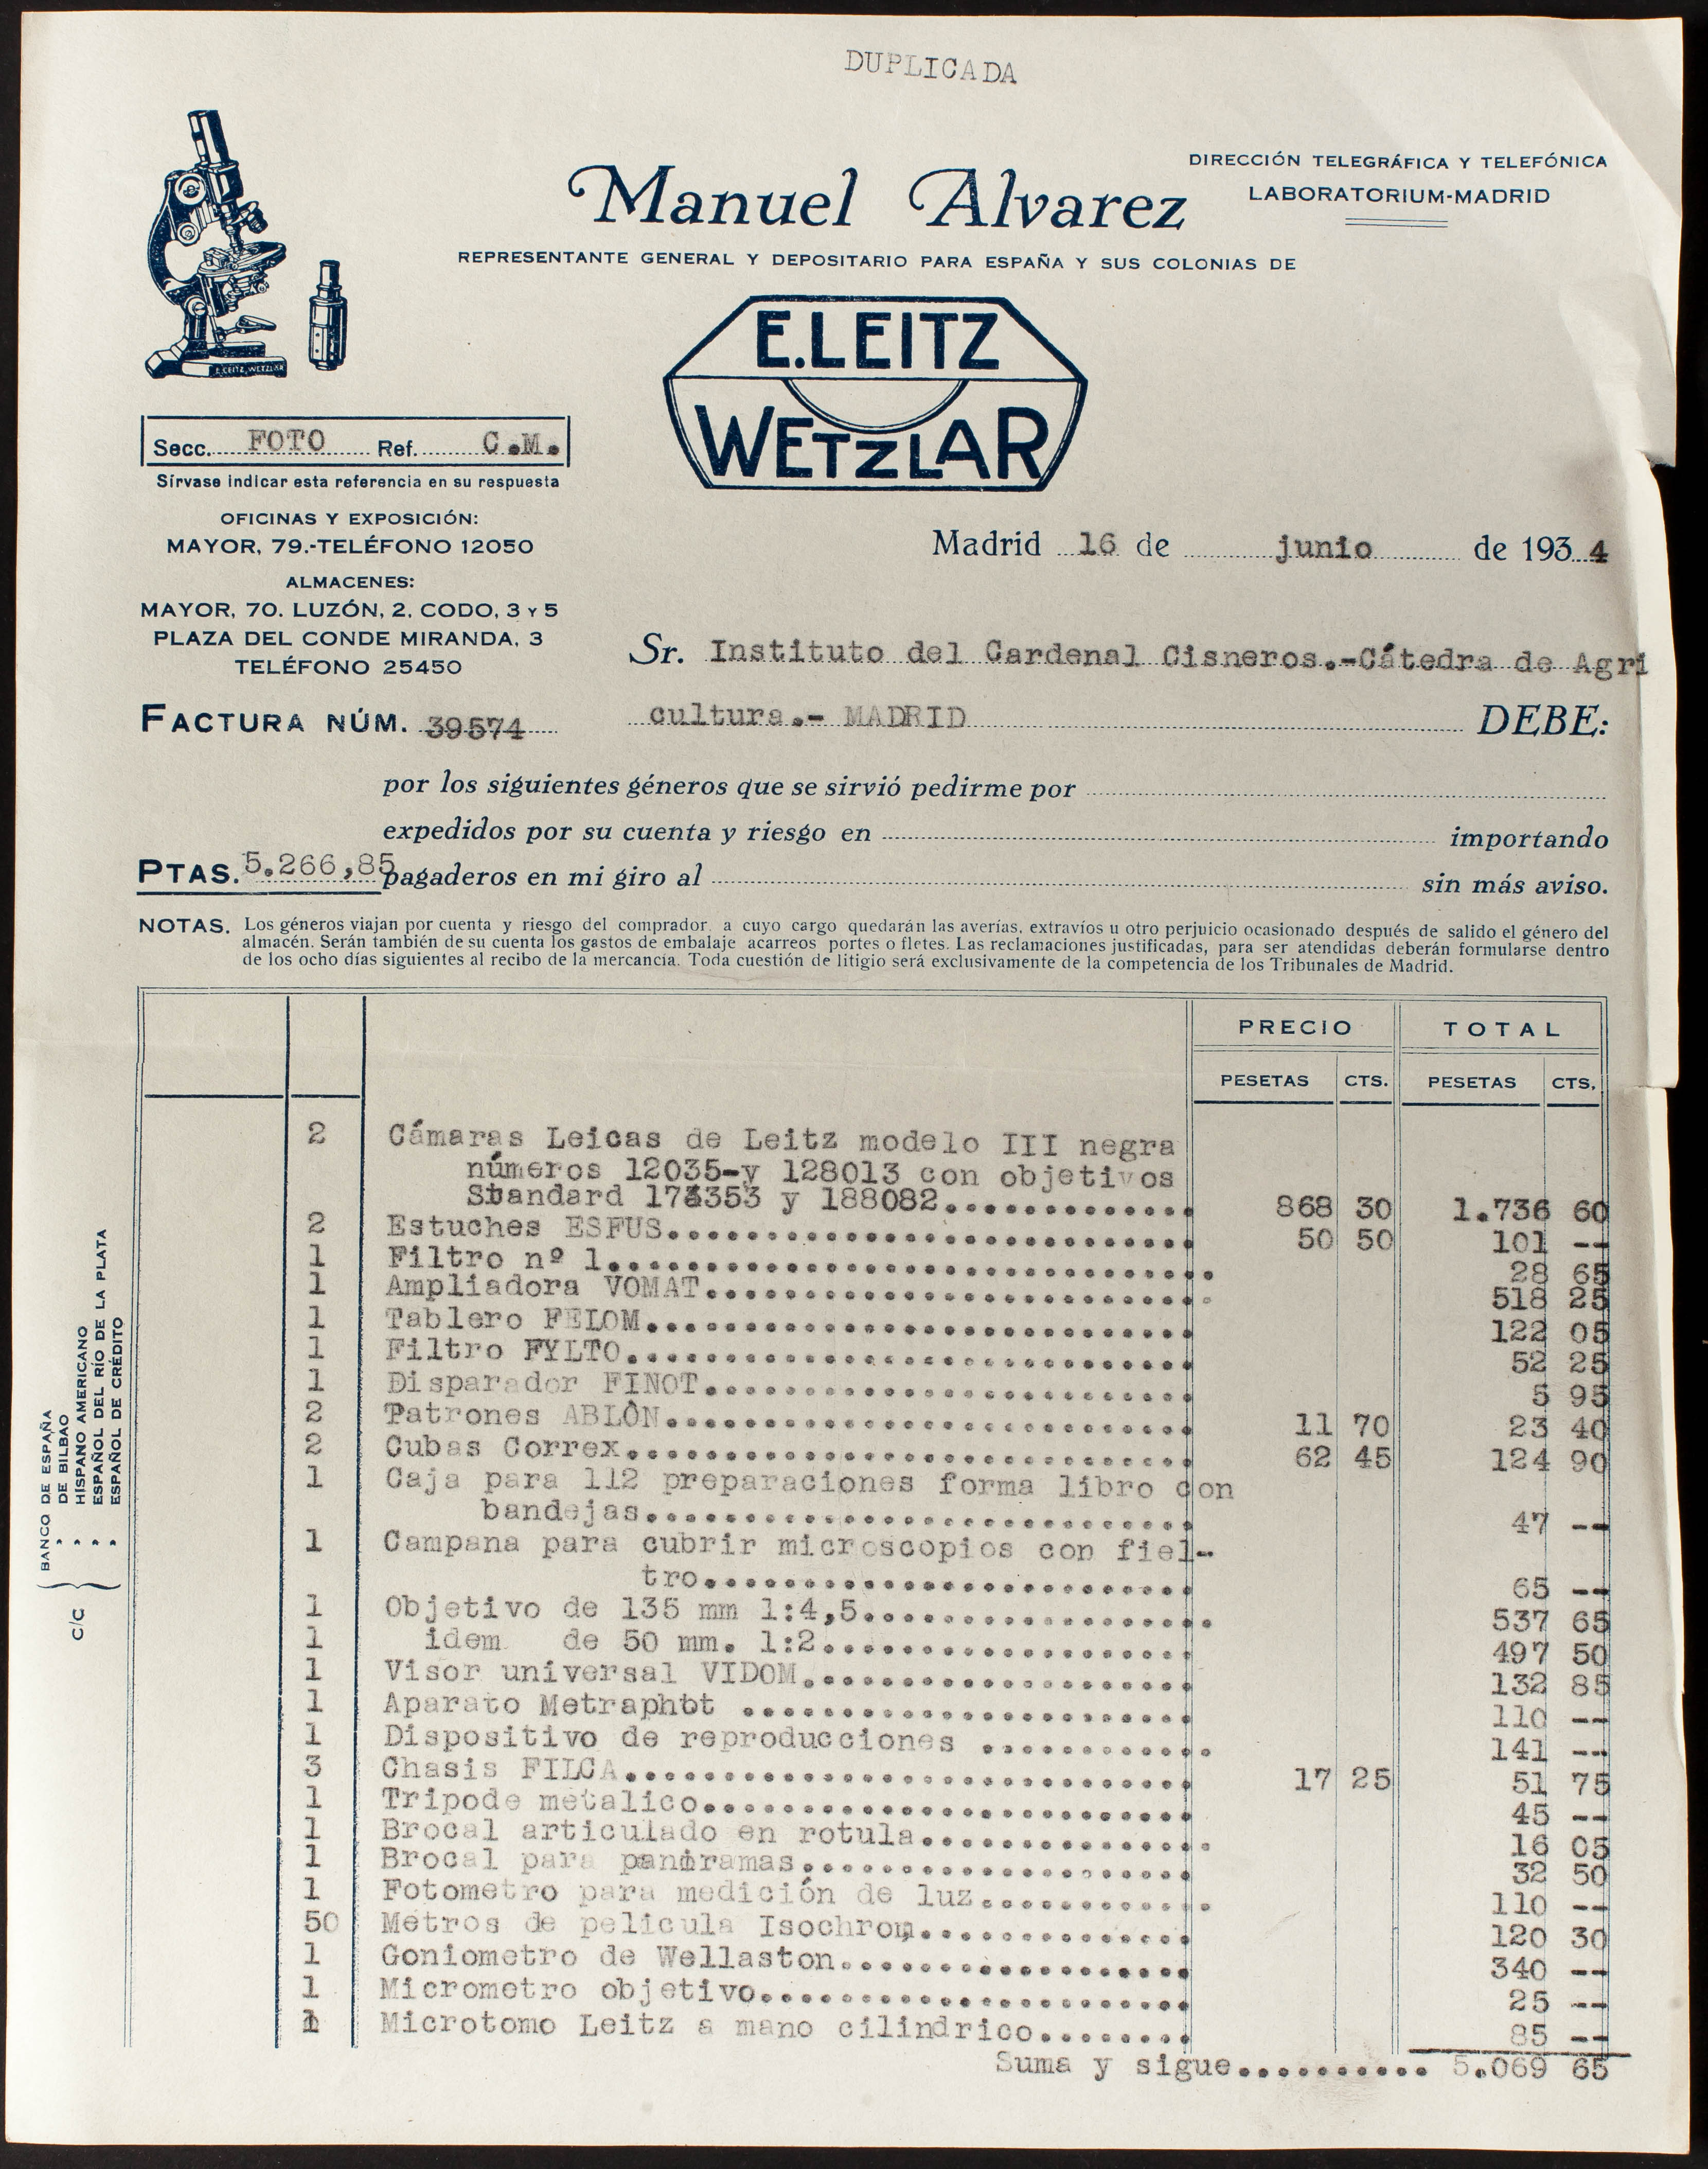 DUPLICADA
Manuel Alvarez
DIRECCIÓN TELEGRÁFICA Y TELEFÓNICA
LABORATORIUM-MADRID
REPRESENTANTE GENERAL Y DEPOSITARIO PARA ESPAÑA Y SUS COLONIAS DE
E.LEITZ
WETZLAR
E. LEITZ, WETZLAR
Secc. FOTO Ref. C.M.
Sírvase indicar esta referencia en su respuesta
OFICINAS Y EXPOSICIÓN:
MAYOR, 79.-TELÉFONO 12050
ALMACENES:
MAYOR, 70. LUZÓN, 2. CODO, 3 Y 5
PLAZA DEL CONDE MIRANDA, 3
TELÉFONO 25450
Madrid 16 de junio de 1934
Sr. Instituto del Cardenal Cisneros.-Cátedra de Agri
cultura.- MADRID DEBE:
FACTURA NÚM. 39574
por los siguientes géneros que se sirvió pedirme por
expedidos por su cuenta y riesgo en importando
PTAS. 5.266,85 pagaderos en mi giro al sin más aviso.
NOTAS. Los géneros viajan por cuenta y riesgo del comprador, a cuyo cargo quedarán las averías, extravíos u otro perjuicio ocasionado después de salido el género del
almacén. Serán también de su cuenta los gastos de embalaje acarreos portes o fletes. Las reclamaciones justificadas, para ser atendidas deberán formularse dentro
de los ocho días siguientes al recibo de la mercancía. Toda cuestión de litigio será exclusivamente de la competencia de los Tribunales de Madrid.
PRECIO TOTAL
PESETAS CTS. PESETAS CTS.
2 Cámaras Leicas de Leitz modelo III negra
números 12035-y 128013 con objetivos
Standard 173353 y 188082............. 868 30 1.736 60
2 Estuches ESFUS........................... 50 50 101 --
1 Filtro nº 1............................... 28 65
1 Ampliadora VOMAT.......................... 518 25
1 Tablero FELOM............................ 122 05
1 Filtro FYLTO............................. 52 25
1 Disparador FINOT......................... 5 95
2 Patrones ABLÓN........................... 11 70 23 40
2 Cubas Correx............................. 62 45 124 90
1 Caja para 112 preparaciones forma libro con
bandejas............................ 47 --
1 Campana para cubrir microscopios con fiel-
tro......................... 65 --
1 Objetivo de 135 mm 1:4,5.................. 537 65
1 idem de 50 mm. 1:2................... 497 50
1 Visor universal VIDOM.................... 132 85
1 Aparato Metraphot ....................... 110 --
1 Dispositivo de reproducciones ............ 141 --
3 Chasis FILCA............................. 17 25 51 75
1 Tripode metalico......................... 45 --
1 Brocal articulado en rotula............... 16 05
1 Brocal para panoramas.................... 32 50
1 Fotometro para medición de luz............ 110 --
50 Metros de pelicula Isochrom.............. 120 30
1 Goniometro de Wellaston.................. 340 --
1 Micrometro objetivo...................... 25 --
1 Microtomo Leitz a mano cilindrico........ 85 --
Suma y sigue.......... 5.069 65
C/C
BANCO DE ESPAÑA
" DE BILBAO
" HISPANO AMERICANO
" ESPAÑOL DEL RÍO DE LA PLATA
" ESPAÑOL DE CRÉDITO